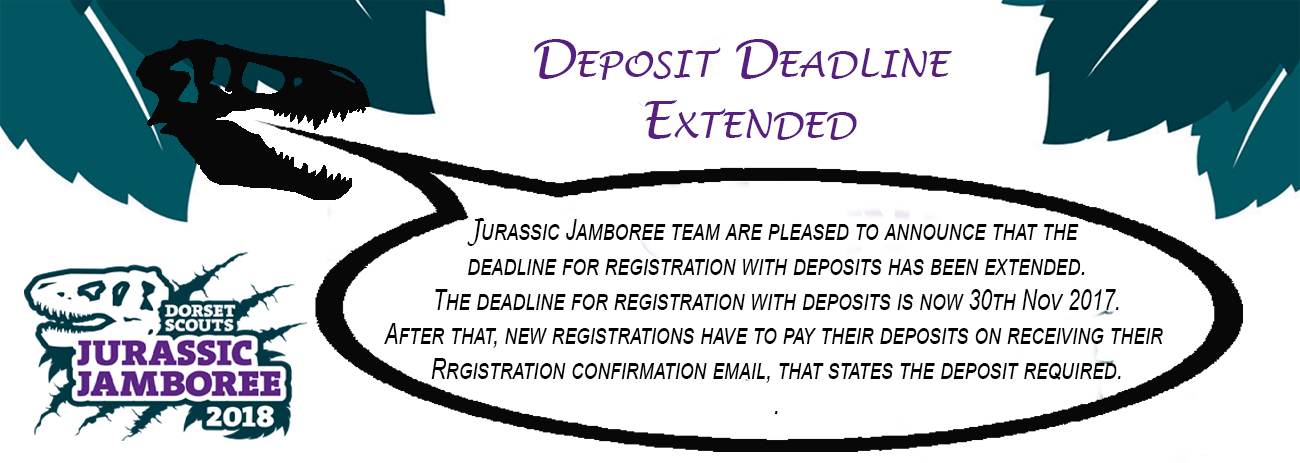 Deposit Deadline
Extended
Jurassic Jamboree team are pleased to announce that the
deadline for registration with deposits has been extended.
The deadline for registration with deposits is now 30th Nov 2017.
After that, new registrations have to pay their deposits on receiving their
Rrgistration confirmation email, that states the deposit required.
.
DORSET
SCOUTS
JURASSIC
JAMBOREE
2018